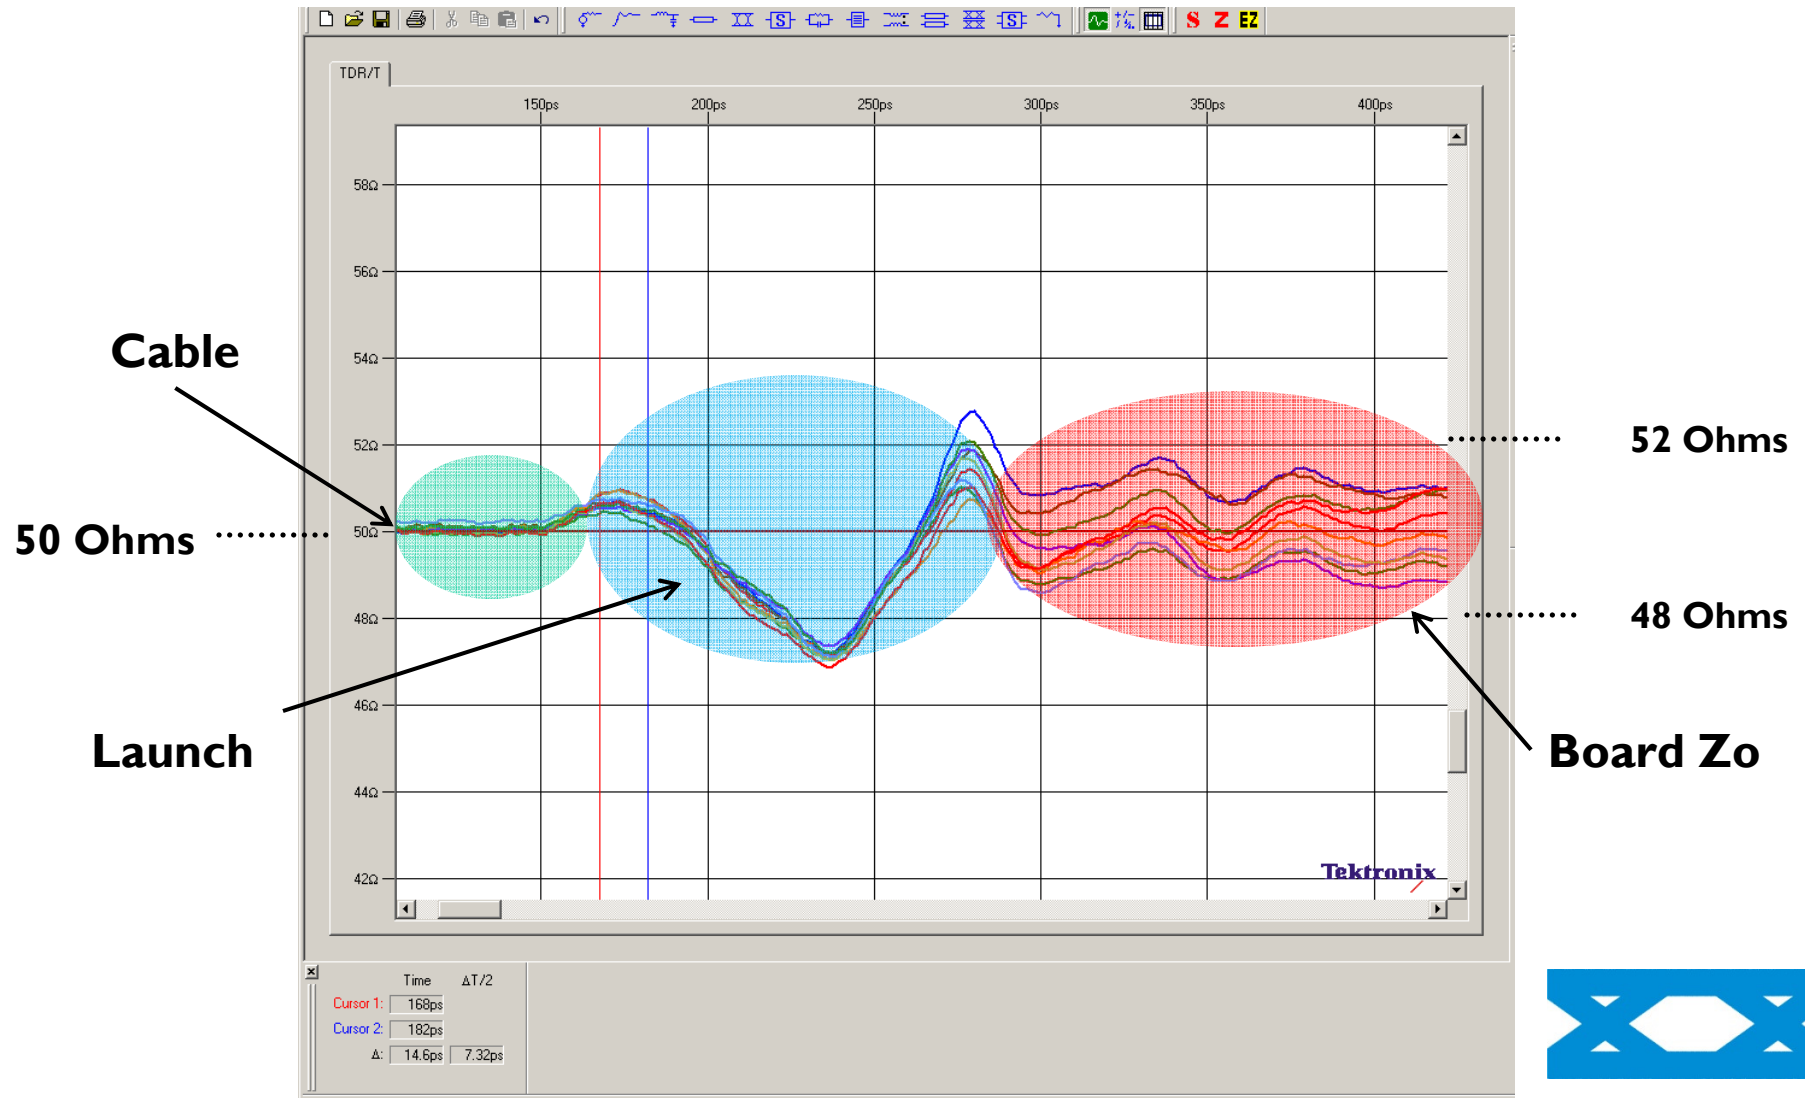 S Z EZ
TDR/T
150ps 200ps 250ps 300ps 350ps 400ps
58Ω
56Ω
54Ω
52Ω
50Ω
48Ω
46Ω
44Ω
42Ω
Cable
50 Ohms
Launch
52 Ohms
48 Ohms
Board Zo
Tektronix
Time ΔT/2
Cursor 1: 168ps
Cursor 2: 182ps
Δ: 14.6ps 7.32ps